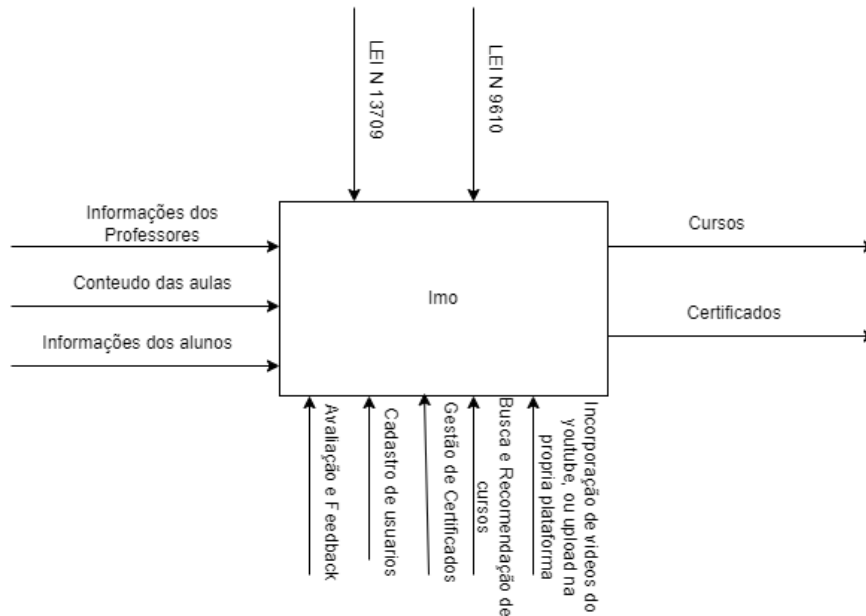 LEI N 13709
LEI N 9610
Informações dos
Professores
Conteudo das aulas
Informações dos alunos
Imo
Cursos
Certificados
Avaliação e Feedback
Cadastro de usuarios
Gestão de Certificados
Busca e Recomendação de
cursos
Incorporação de vídeos do
youtube, ou upload na
propria plataforma